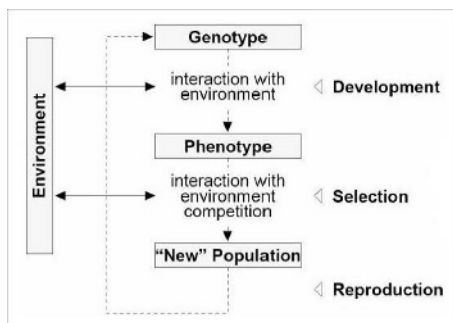 Genotype
interaction with
environment
Development
Environment
Phenotype
interaction with
environment
competition
Selection
“New” Population
Reproduction